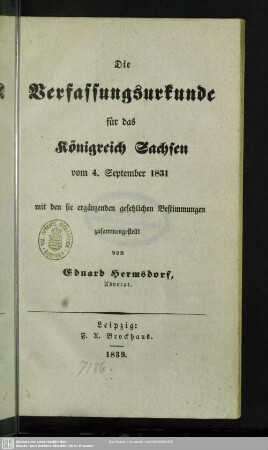 Die
Verfassungsurkunde
für das
Königreich Sachsen
vom 4. September 1831
mit den sie ergänzenden gesetzlichen Bestimmungen
zusammengestellt
von
Eduard Hermsdorf,
Advocat.
Leipzig:
F. A. Brockhaus.
1839.